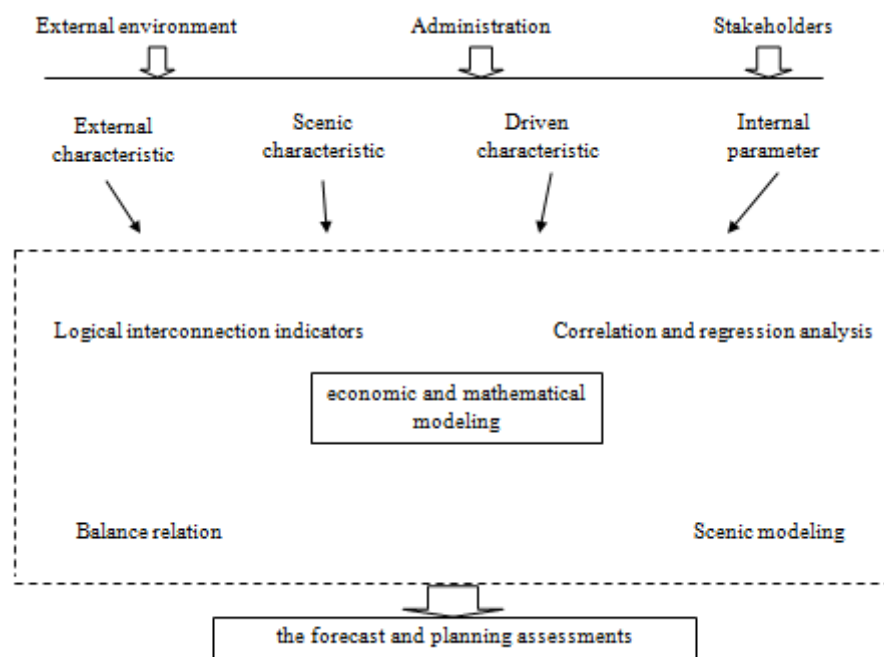 External environment
Administration
Stakeholders
External
characteristic
Scenic
characteristic
Driven
characteristic
Internal
parameter
Logical interconnection indicators
Correlation and regression analysis
economic and mathematical
modeling
Balance relation
Scenic modeling
the forecast and planning assessments